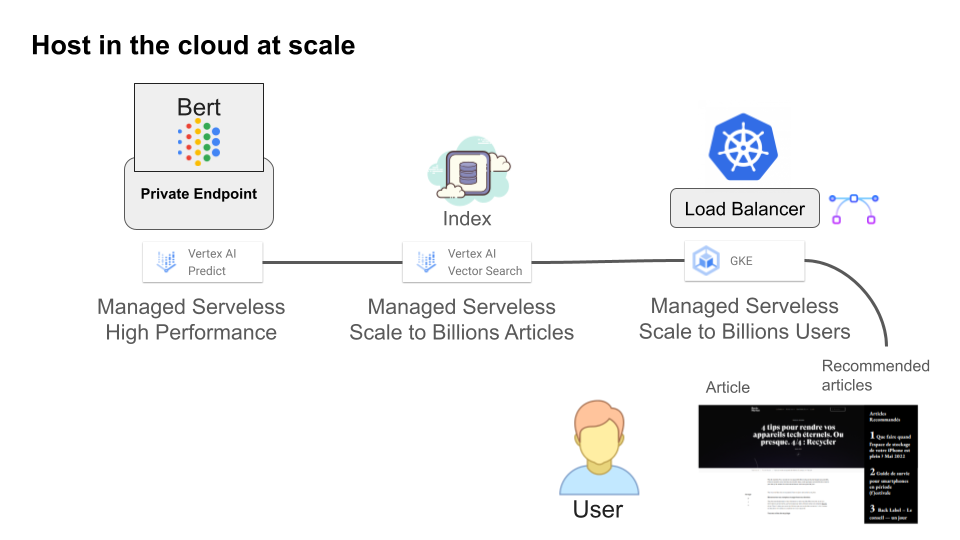 Host in the cloud at scale
Bert
Private Endpoint
Index
Load Balancer
Vertex AI
Predict
Vertex AI
Vector Search
GKE
Managed Serveless
High Performance
Managed Serveless
Scale to Billions Articles
Managed Serveless
Scale to Billions Users
Recommended
articles
Article
User
4 tips pour rendre vos
appareils tech éternels. Ou
presque. 4/4 : Recycler
Articles
Recommandés
1 Que faire quand
l'espace de stockage
de votre iPhone est
plein ? Mai 2022
2 Guide de survie
pour smartphones
en période
3 Back Label – Le
conseil — un jour